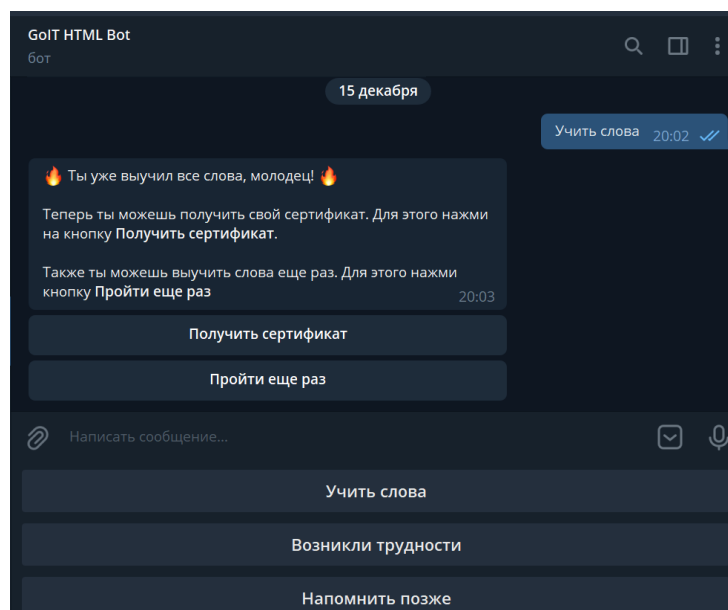 GoIT HTML Bot
бот
15 декабря
Учить слова 20:02
🔥 Ты уже выучил все слова, молодец! 🔥
Теперь ты можешь получить свой сертификат. Для этого нажми
на кнопку Получить сертификат.
Также ты можешь выучить слова еще раз. Для этого нажми
кнопку Пройти еще раз
20:03
Получить сертификат
Пройти еще раз
Написать сообщение...
Учить слова
Возникли трудности
Напомнить позже